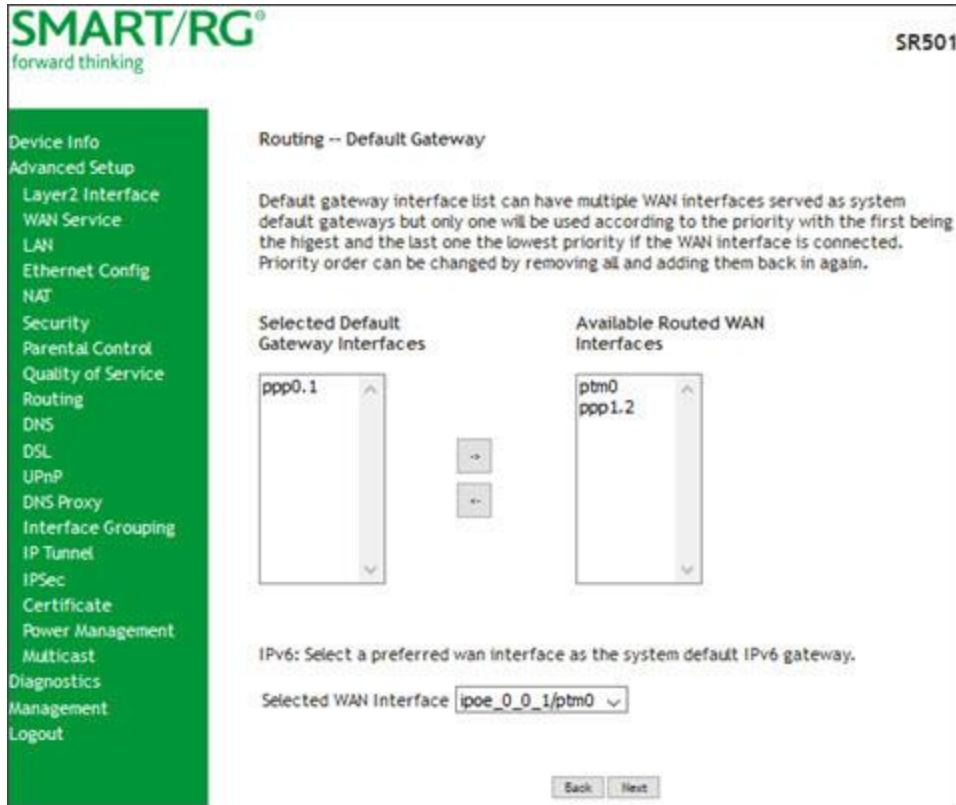 SMART/RG®
forward thinking
SR501
Device Info
Advanced Setup
Layer2 Interface
WAN Service
LAN
Ethernet Config
NAT
Security
Parental Control
Quality of Service
Routing
DNS
DSL
UPnP
DNS Proxy
Interface Grouping
IP Tunnel
IPSec
Certificate
Power Management
Multicast
Diagnostics
Management
Logout
Routing -- Default Gateway
Default gateway interface list can have multiple WAN interfaces served as system
default gateways but only one will be used according to the priority with the first being
the higest and the last one the lowest priority if the WAN interface is connected.
Priority order can be changed by removing all and adding them back in again.
Selected Default
Gateway Interfaces
Available Routed WAN
Interfaces
ppp0.1
ptm0
ppp1.2
->
<-
IPv6: Select a preferred wan interface as the system default IPv6 gateway.
Selected WAN Interface ipoe_0_0_1/ptm0
Back Next